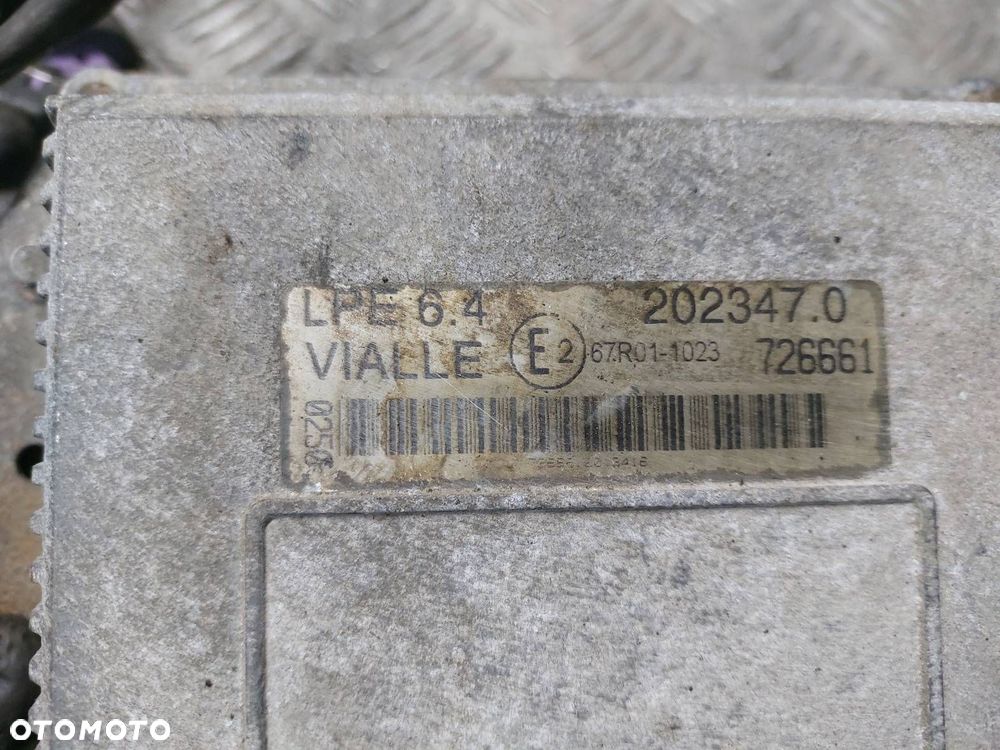 LPE 6.4 202347.0
VIALLE E2 67R01-1023 726661
OTOMOTO